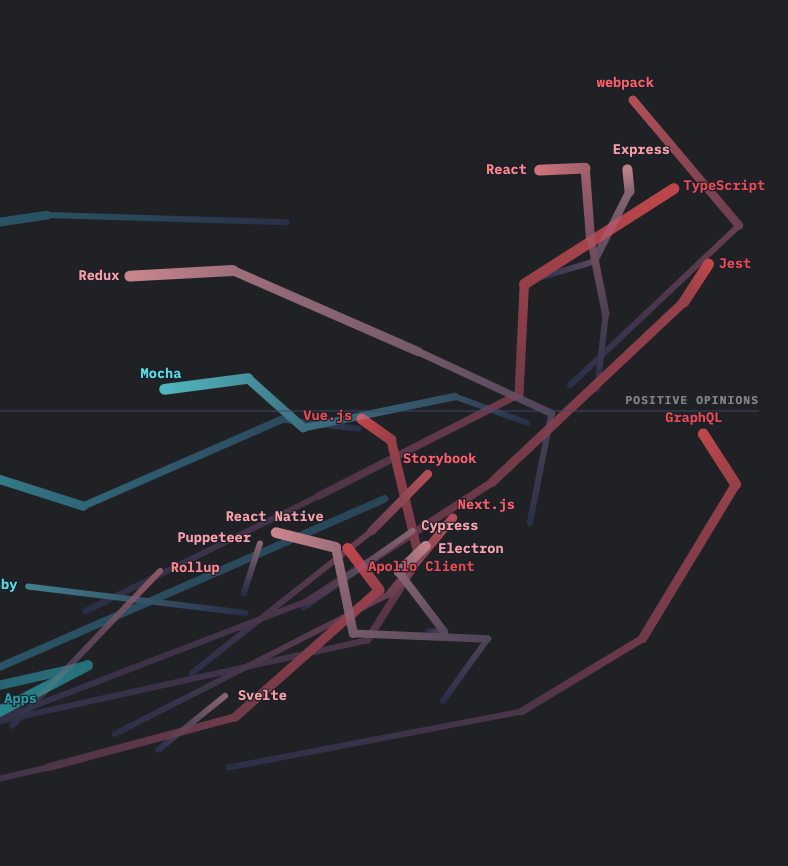 webpack
Express
React
TypeScript
Jest
Redux
Mocha
POSITIVE OPINIONS
Vue.js
GraphQL
Storybook
Next.js
React Native
Cypress
Puppeteer
Electron
Rollup
Apollo Client
by
Svelte
Apps